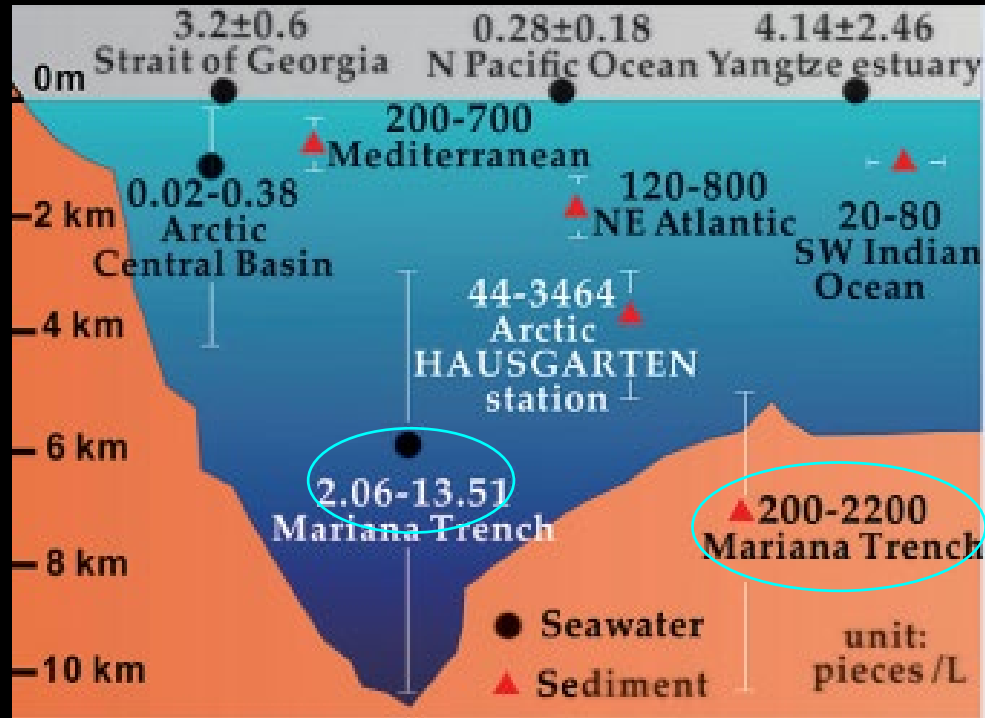 3.2±0.6
Strait of Georgia
0.28±0.18
N Pacific Ocean
4.14±2.46
Yangtze estuary
0m
200-700
Mediterranean
0.02-0.38
Arctic
Central Basin
2 km
120-800
NE Atlantic
20-80
SW Indian
Ocean
44-3464
Arctic
HAUSGARTEN
station
4 km
6 km
2.06-13.51
Mariana Trench
200-2200
Mariana Trench
8 km
Seawater
Sediment
unit:
pieces/L
10 km